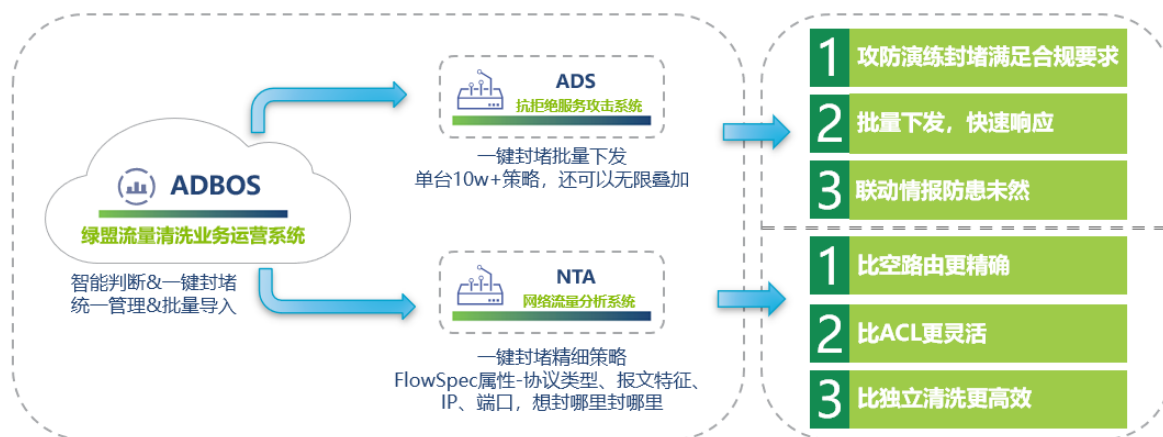 ADBOS
绿盟流量清洗业务运营系统
智能判断&一键封堵
统一管理&批量导入
ADS
抗拒绝服务攻击系统
一键封堵批量下发
单台10w+策略，还可以无限叠加
NTA
网络流量分析系统
一键封堵精细策略
FlowSpec属性-协议类型、报文特征、
IP、端口，想封哪里封哪里
1 攻防演练封堵满足合规要求
2 批量下发，快速响应
3 联动情报防患未然
1 比空路由更精确
2 比ACL更灵活
3 比独立清洗更高效